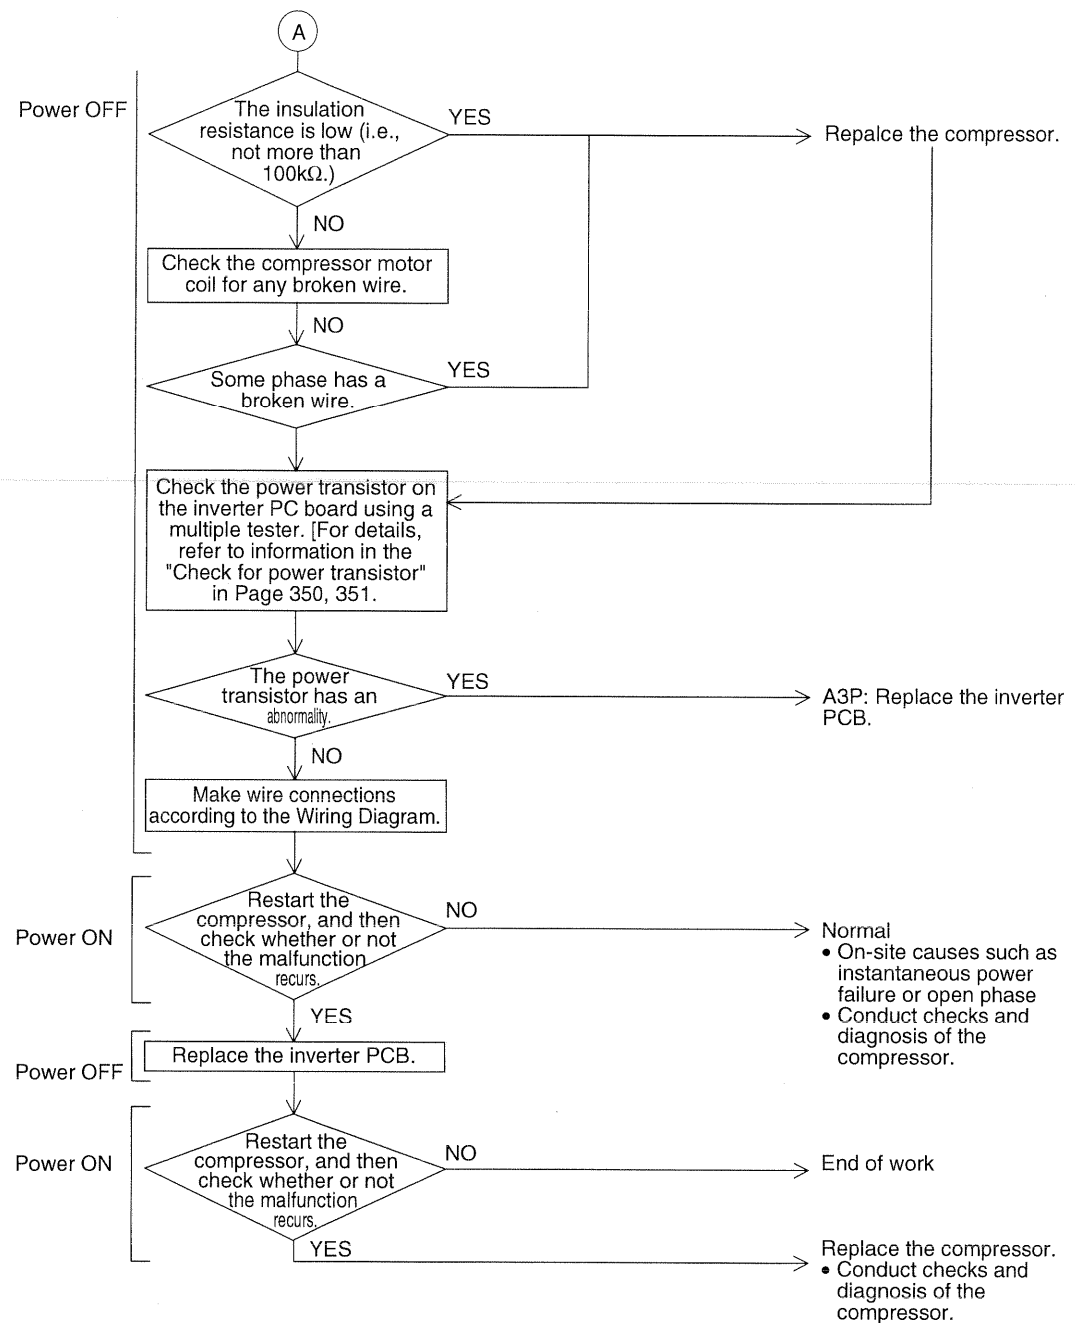 A
Power OFF
The insulation
resistance is low (i.e.,
not more than
100kΩ.)
YES
Repalce the compressor.
NO
Check the compressor motor
coil for any broken wire.
NO
Some phase has a
broken wire.
YES
Check the power transistor on
the inverter PC board using a
multiple tester. [For details,
refer to information in the
"Check for power transistor"
in Page 350, 351.
The power
transistor has an
abnormality.
YES
A3P: Replace the inverter
PCB.
NO
Make wire connections
according to the Wiring Diagram.
Power ON
Restart the
compressor, and then
check whether or not
the malfunction
recurs.
NO
Normal
• On-site causes such as
instantaneous power
failure or open phase
• Conduct checks and
diagnosis of the
compressor.
YES
Power OFF
Replace the inverter PCB.
Power ON
Restart the
compressor, and then
check whether or not
the malfunction
recurs.
NO
End of work
YES
Replace the compressor.
• Conduct checks and
diagnosis of the
compressor.